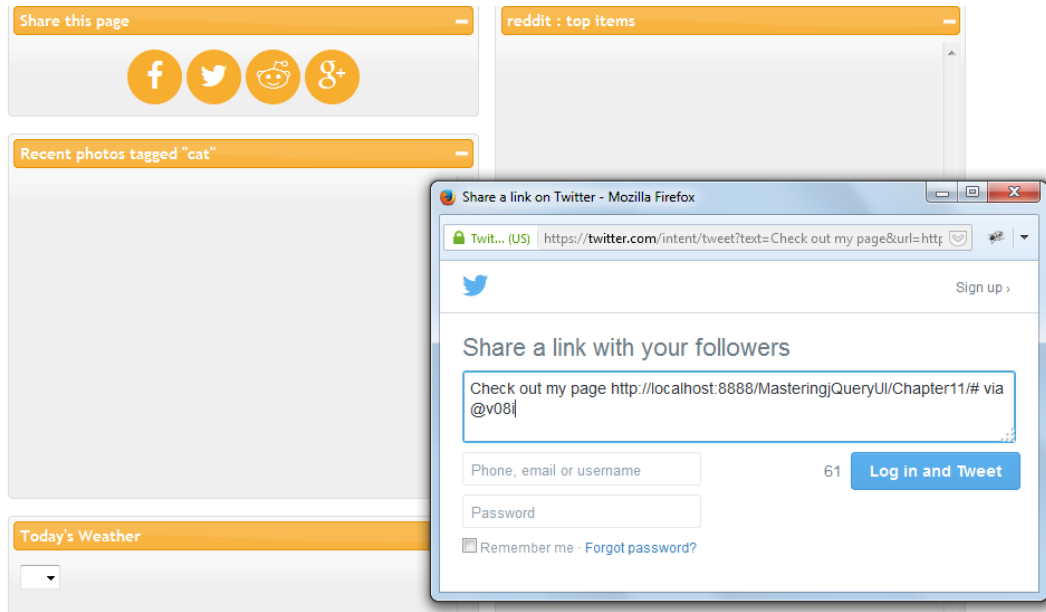 Share this page
reddit : top items
f
g+
Recent photos tagged "cat"
Share a link on Twitter - Mozilla Firefox
Twit... (US) https://twitter.com/intent/tweet?text=Check out my page&url=http
Sign up ›
Share a link with your followers
Check out my page http://localhost:8888/MasteringjQueryUI/Chapter11/# via
@v08i
Phone, email or username
61 Log in and Tweet
Password
Remember me · Forgot password?
Today's Weather